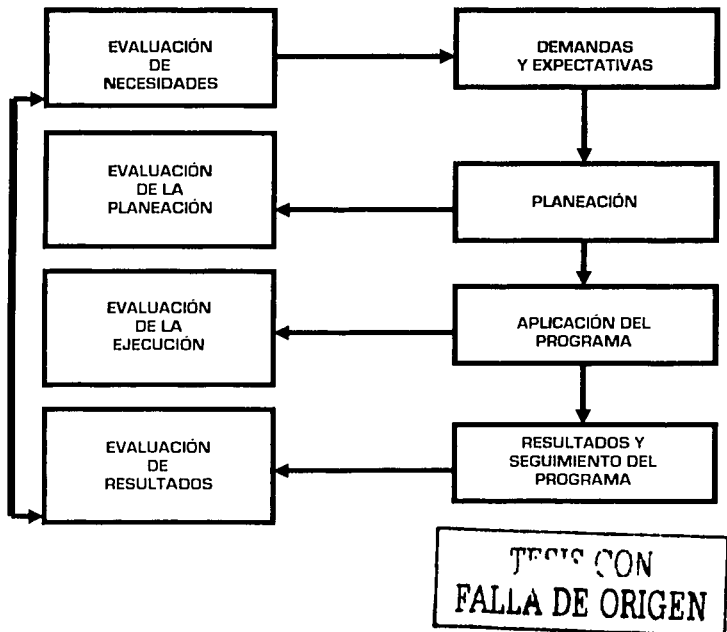 EVALUACIÓN
DE
NECESIDADES
DEMANDAS
Y EXPECTATIVAS
EVALUACIÓN
DE LA
PLANEACIÓN
PLANEACIÓN
EVALUACIÓN
DE LA
EJECUCIÓN
APLICACIÓN DEL
PROGRAMA
EVALUACIÓN
DE
RESULTADOS
RESULTADOS Y
SEGUIMIENTO DEL
PROGRAMA
TESIS CON
FALLA DE ORIGEN